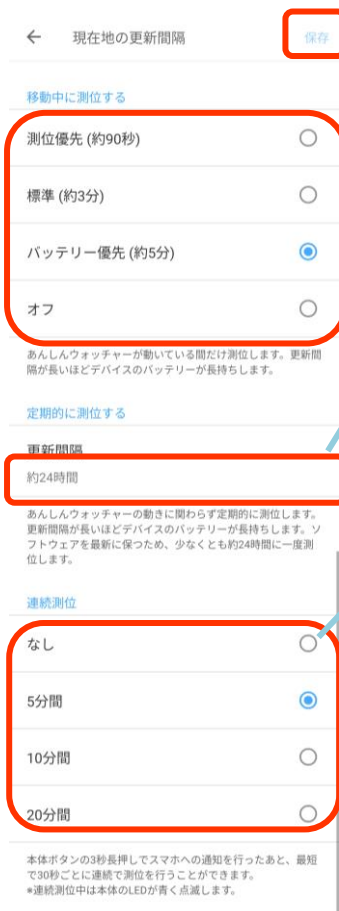 ← 現在地の更新間隔 保存
移動中に測位する
測位優先 (約90秒)
標準 (約3分)
バッテリー優先 (約5分)
オフ
あんしんウォッチャーが動いている間だけ測位します。更新間
隔が長いほどデバイスのバッテリーが長持ちします。
定期的に測位する
更新間隔
約24時間
あんしんウォッチャーの動きに関わらず定期的に測位します。
更新間隔が長いほどデバイスのバッテリーが長持ちします。ソ
フトウェアを最新に保つため、少なくとも約24時間に一度測
位します。
連続測位
なし
5分間
10分間
20分間
本体ボタンの3秒長押しでスマホへの通知を行ったあと、最短
で30秒ごとに連続で測位を行うことができます。
*連続測位中は本体のLEDが青く点滅します。